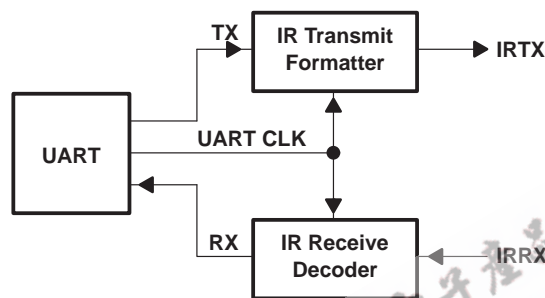 TX
IR Transmit
Formatter
IRTX
UART
UART CLK
RX
IR Receive
Decoder
IRRX